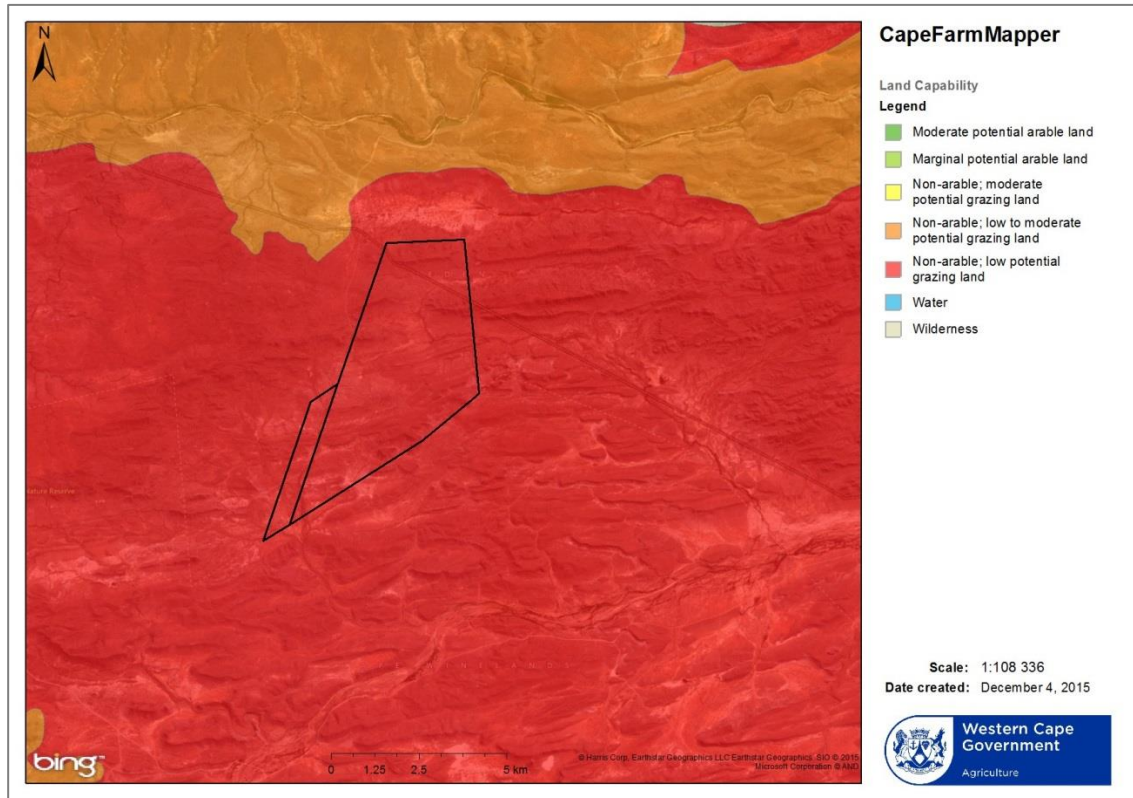 N
CapeFarmMapper
Land Capability
Legend
Moderate potential arable land
Marginal potential arable land
Non-arable; moderate
potential grazing land
Non-arable; low to moderate
potential grazing land
Non-arable; low potential
grazing land
Water
Wilderness
Nature Reserve
Scale: 1:108 336
Date created: December 4, 2015
bing
0 1.25 2.5 5 km
© Harris Corp, Earthstar Geographics LLC Earthstar Geographics, SIO © 2015
Microsoft Corporation © AND
Western Cape
Government
Agriculture